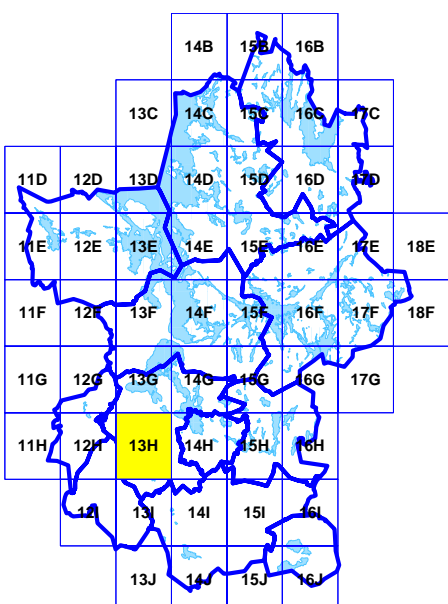 14B 15B 16B
13C 14C 15C 16C 17C
11D 12D 13D 14D 15D 16D 17D
11E 12E 13E 14E 15E 16E 17E 18E
11F 12F 13F 14F 15F 16F 17F 18F
11G 12G 13G 14G 15G 16G 17G
11H 12H 13H 14H 15H 16H
12I 13I 14I 15I 16I
13J 14J 15J 16J